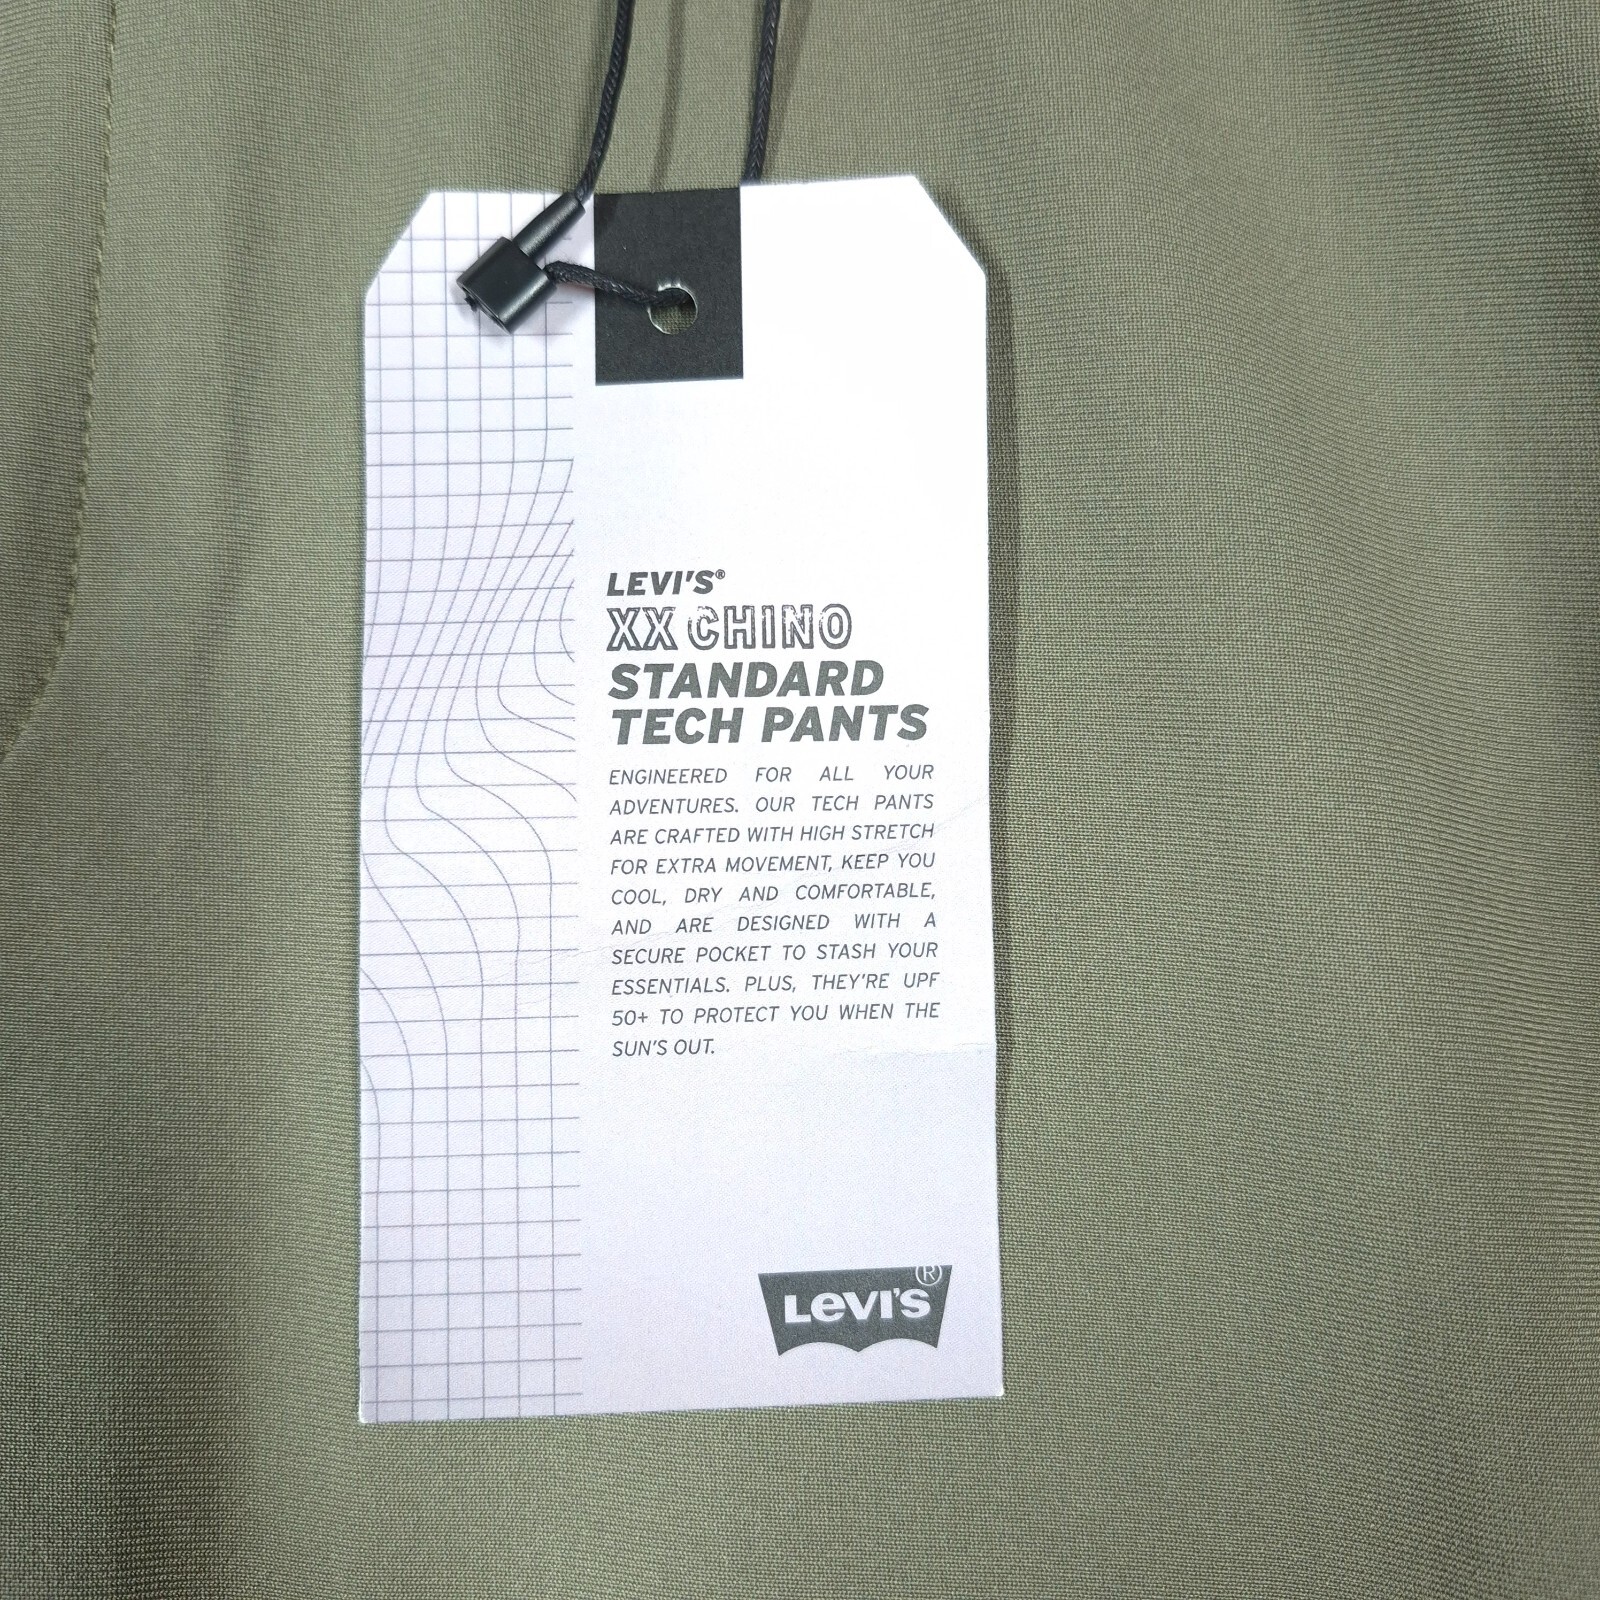 LEVI'S®
XX CHINO
STANDARD
TECH PANTS
ENGINEERED FOR ALL YOUR
ADVENTURES. OUR TECH PANTS
ARE CRAFTED WITH HIGH STRETCH
FOR EXTRA MOVEMENT, KEEP YOU
COOL, DRY AND COMFORTABLE,
AND ARE DESIGNED WITH A
SECURE POCKET TO STASH YOUR
ESSENTIALS. PLUS, THEY'RE UPF
50+ TO PROTECT YOU WHEN THE
SUN'S OUT.
LEVI'S®